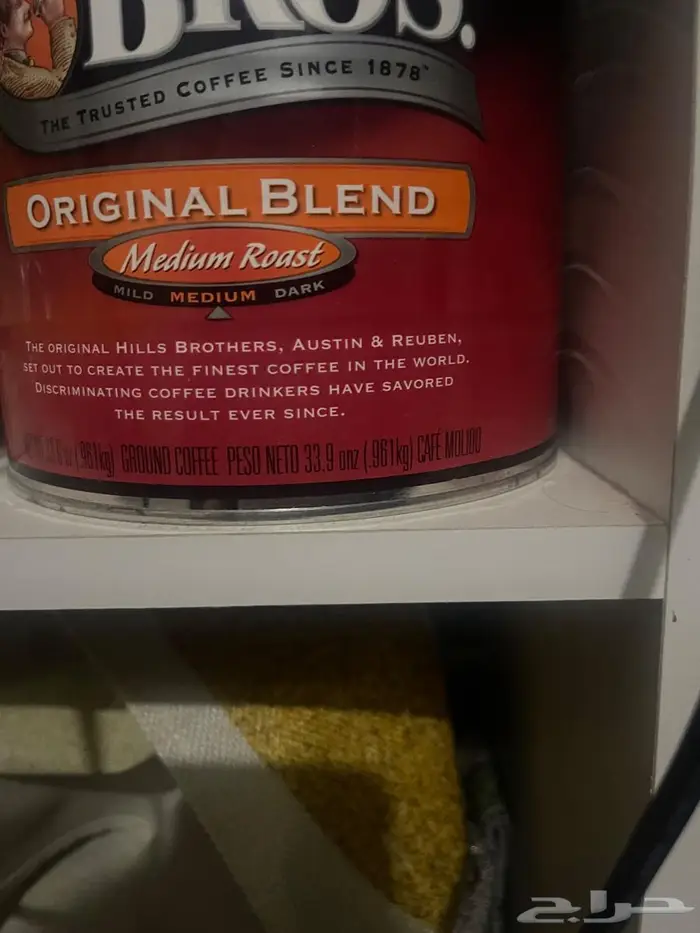 BROS.
THE TRUSTED COFFEE SINCE 1878™
ORIGINAL BLEND
Medium Roast
MILD MEDIUM DARK
THE ORIGINAL HILLS BROTHERS, AUSTIN & REUBEN,
SET OUT TO CREATE THE FINEST COFFEE IN THE WORLD.
DISCRIMINATING COFFEE DRINKERS HAVE SAVORED
THE RESULT EVER SINCE.
(.961kg) GROUND COFFEE PESO NETO 33.9 onz (.961kg) CAFÉ MOLIDO
حراج